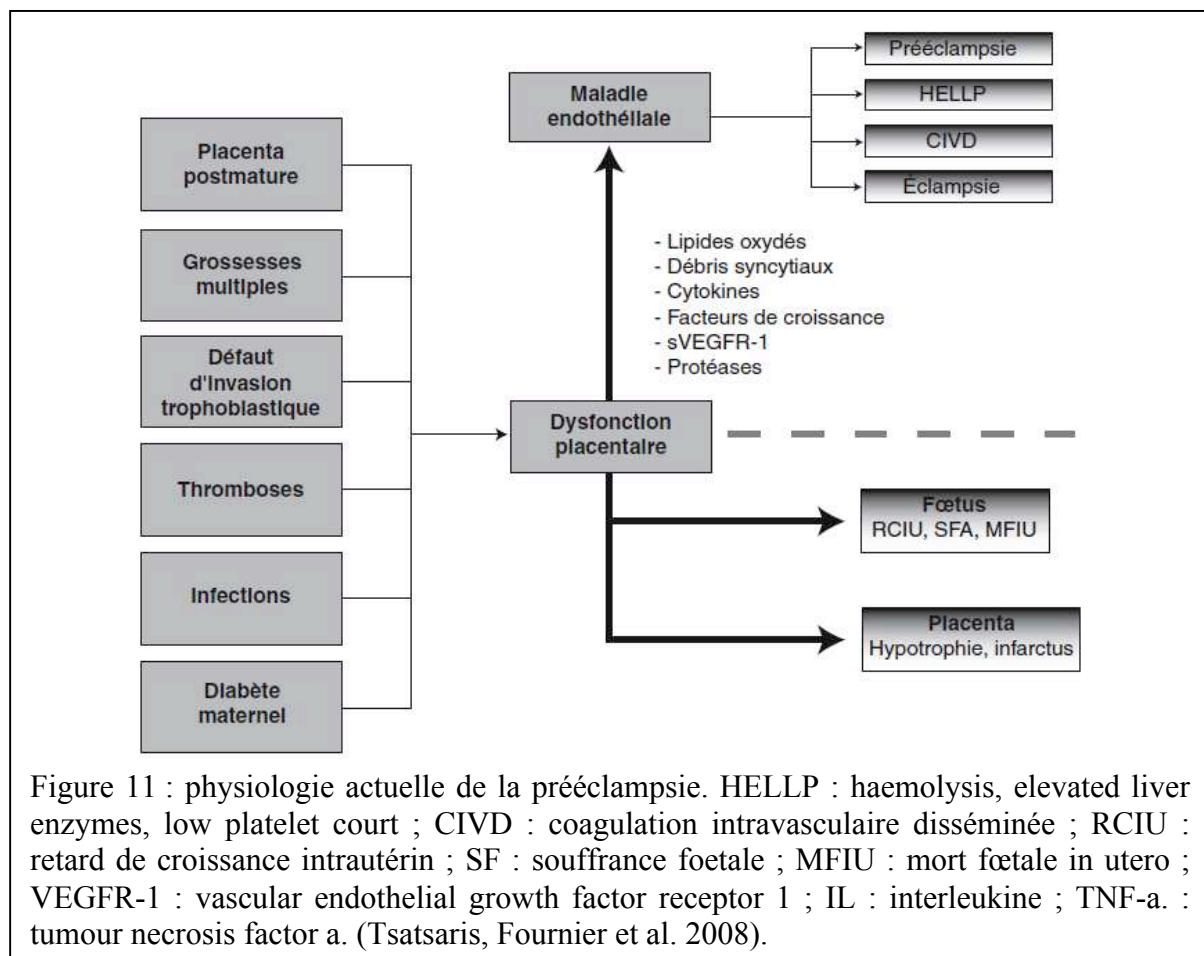 Prééclampsie
HELLP
CIVD
Éclampsie
Maladie
endothéliale
Placenta
postmature
Grossesses
multiples
Défaut
d'invasion
trophoblastique
Thromboses
Infections
Diabète
maternel
- Lipides oxydés
- Débris syncytiaux
- Cytokines
- Facteurs de croissance
- sVEGFR-1
- Protéases
Dysfonction
placentaire
Fœtus
RCIU, SFA, MFIU
Placenta
Hypotrophie, infarctus
Figure 11 : physiologie actuelle de la prééclampsie. HELLP : haemolysis, elevated liver
enzymes, low platelet court ; CIVD : coagulation intravasculaire disséminée ; RCIU :
retard de croissance intrautérin ; SF : souffrance foetale ; MFIU : mort fœtale in utero ;
VEGFR-1 : vascular endothelial growth factor receptor 1 ; IL : interleukine ; TNF-a. :
tumour necrosis factor a. (Tsatsaris, Fournier et al. 2008).